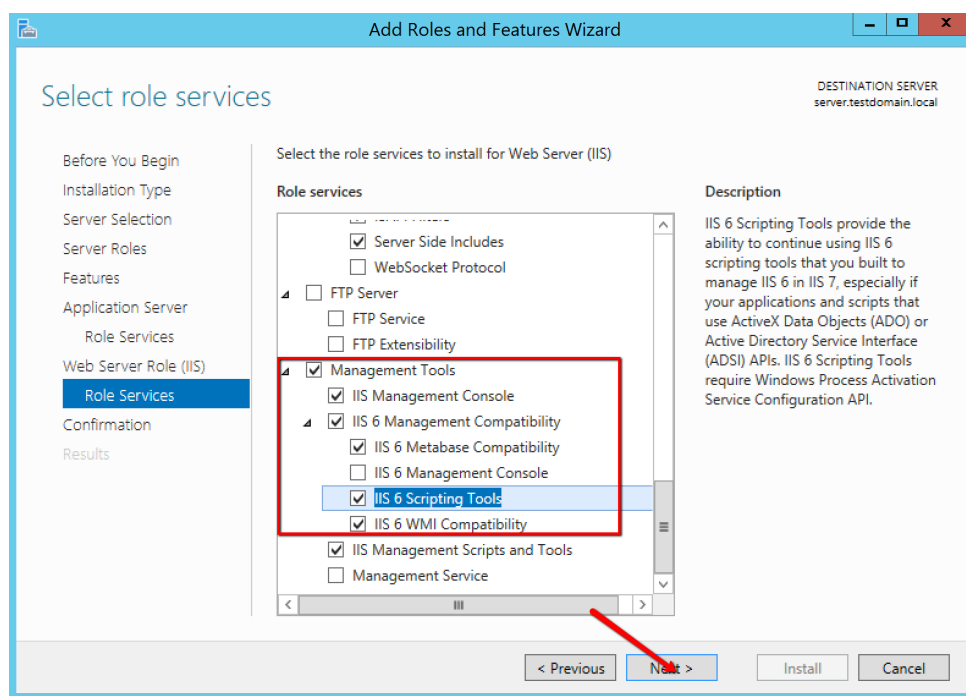 Add Roles and Features Wizard
Select role services
DESTINATION SERVER
server.testdomain.local
Before You Begin
Installation Type
Server Selection
Server Roles
Features
Application Server
Role Services
Web Server Role (IIS)
Role Services
Confirmation
Results
Select the role services to install for Web Server (IIS)
Role services
Server Side Includes
WebSocket Protocol
FTP Server
FTP Service
FTP Extensibility
Management Tools
IIS Management Console
IIS 6 Management Compatibility
IIS 6 Metabase Compatibility
IIS 6 Management Console
IIS 6 Scripting Tools
IIS 6 WMI Compatibility
IIS Management Scripts and Tools
Management Service
Description
IIS 6 Scripting Tools provide the
ability to continue using IIS 6
scripting tools that you built to
manage IIS 6 in IIS 7, especially if
your applications and scripts that
use ActiveX Data Objects (ADO) or
Active Directory Service Interface
(ADSI) APIs. IIS 6 Scripting Tools
require Windows Process Activation
Service Configuration API.
< Previous
Next >
Install
Cancel